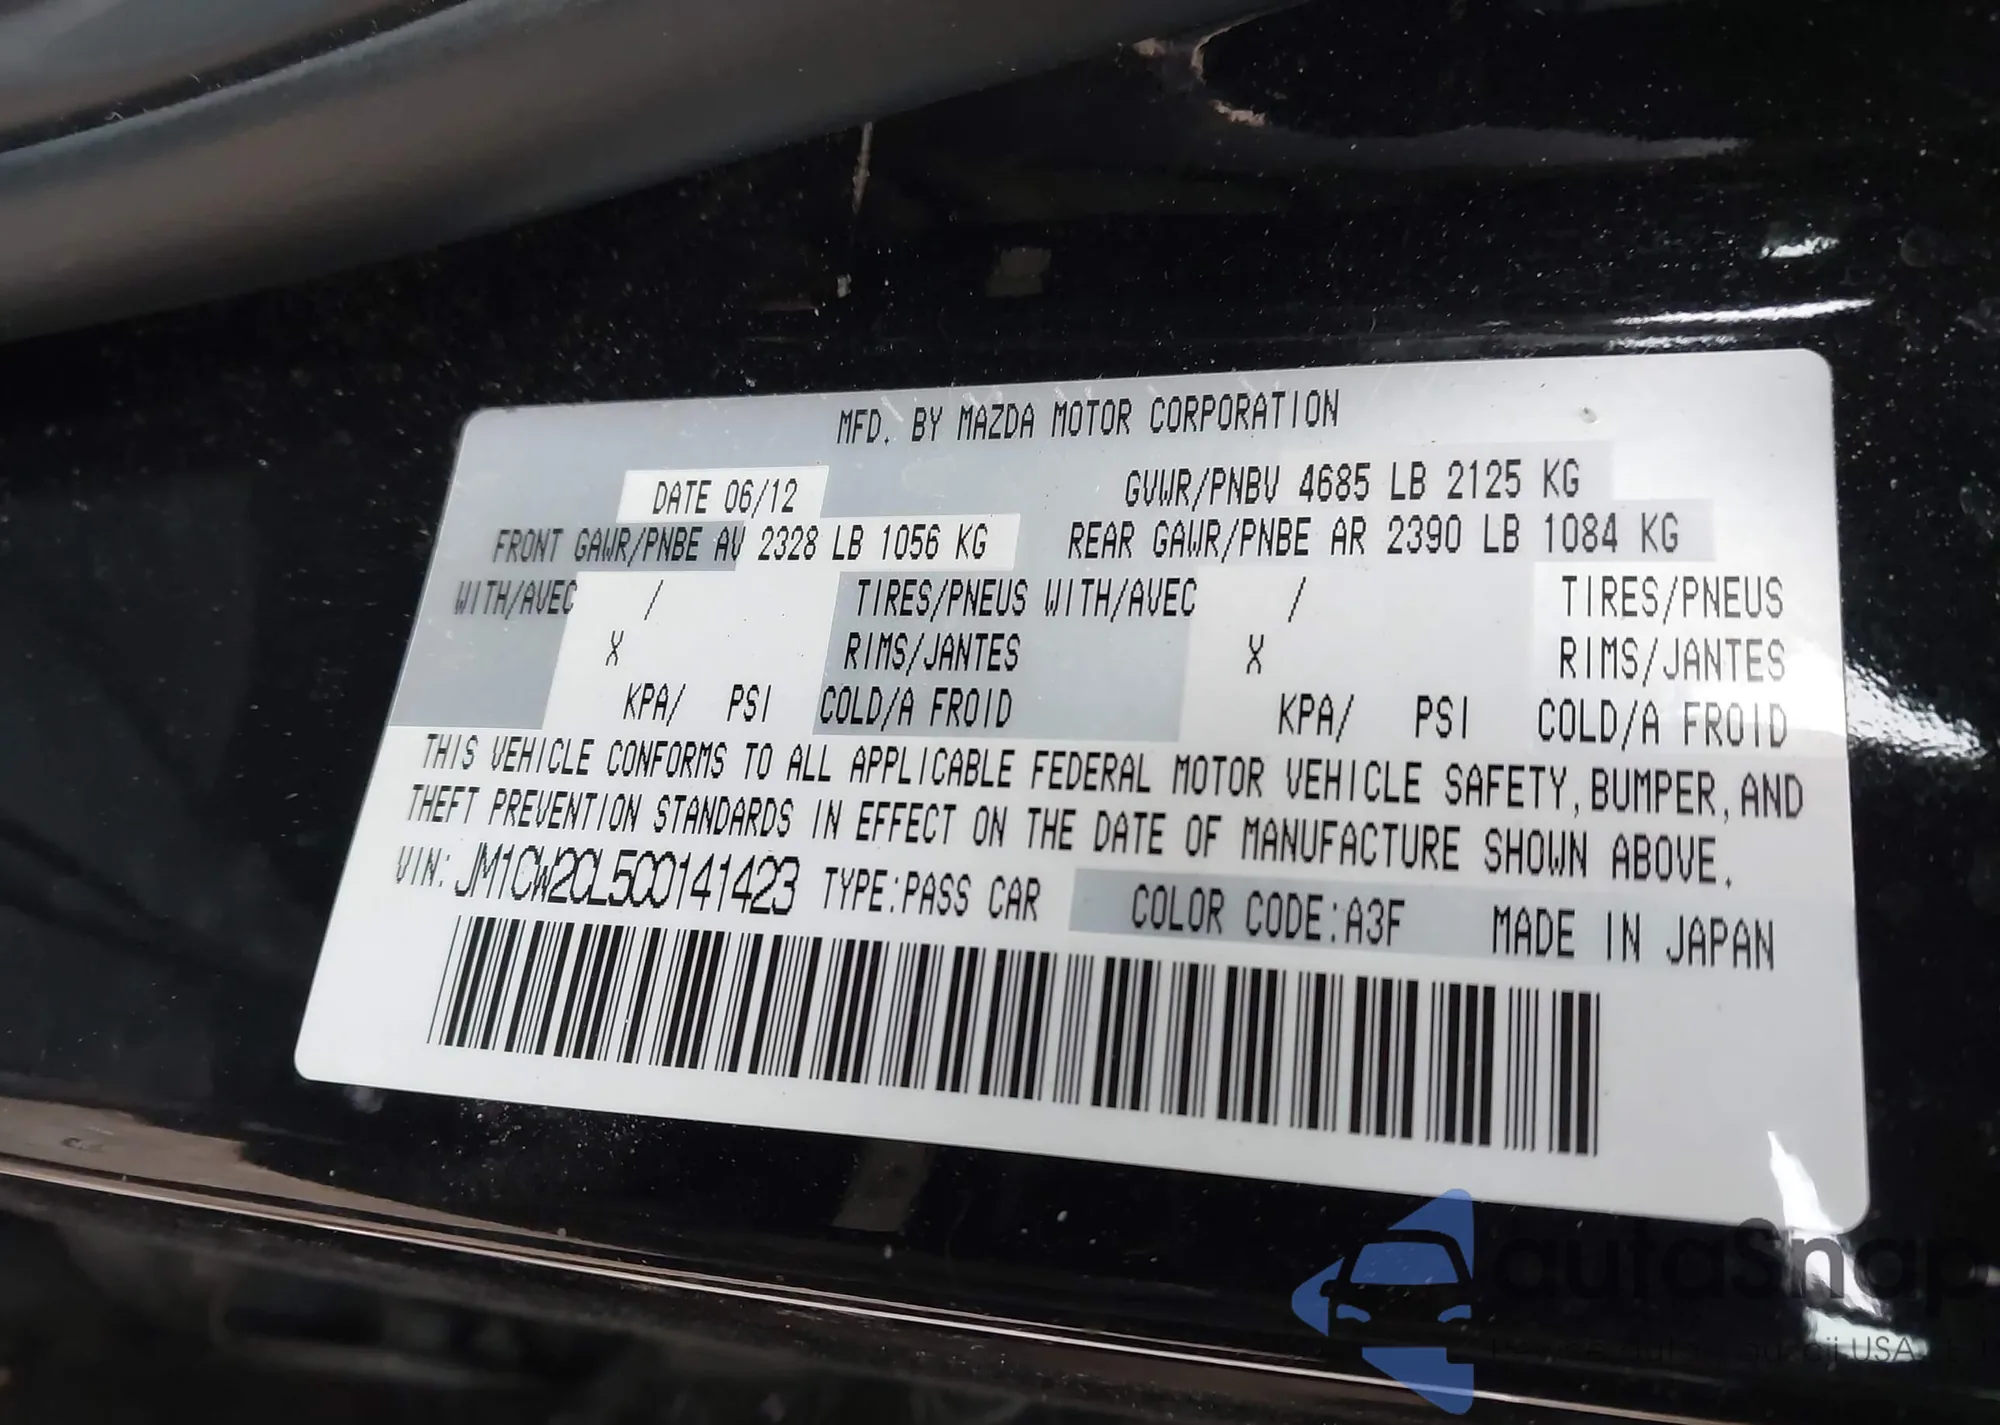 MFD. BY MAZDA MOTOR CORPORATION
DATE 06/12 GVWR/PNBV 4685 LB 2125 KG
FRONT GAWR/PNBE AV 2328 LB 1056 KG REAR GAWR/PNBE AR 2390 LB 1084 KG
WITH/AVEC / TIRES/PNEUS WITH/AVEC / TIRES/PNEUS
X RIMS/JANTES X RIMS/JANTES
KPA/ PSI COLD/A FROID KPA/ PSI COLD/A FROID
THIS VEHICLE CONFORMS TO ALL APPLICABLE FEDERAL MOTOR VEHICLE SAFETY, BUMPER, AND
THEFT PREVENTION STANDARDS IN EFFECT ON THE DATE OF MANUFACTURE SHOWN ABOVE.
VIN: JM1CW2CL5C0141423 TYPE:PASS CAR COLOR CODE:A3F MADE IN JAPAN
autaSnap
USA